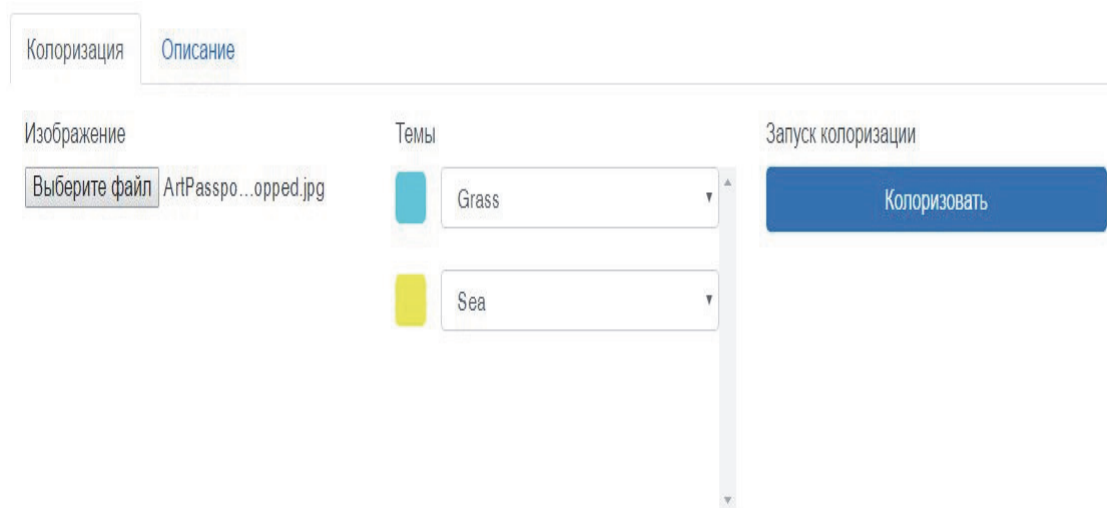 Колоризация
Описание
Изображение
Темы
Запуск колоризации
Выберите файл ArtPasspo...opped.jpg
Grass
Колоризовать
Sea